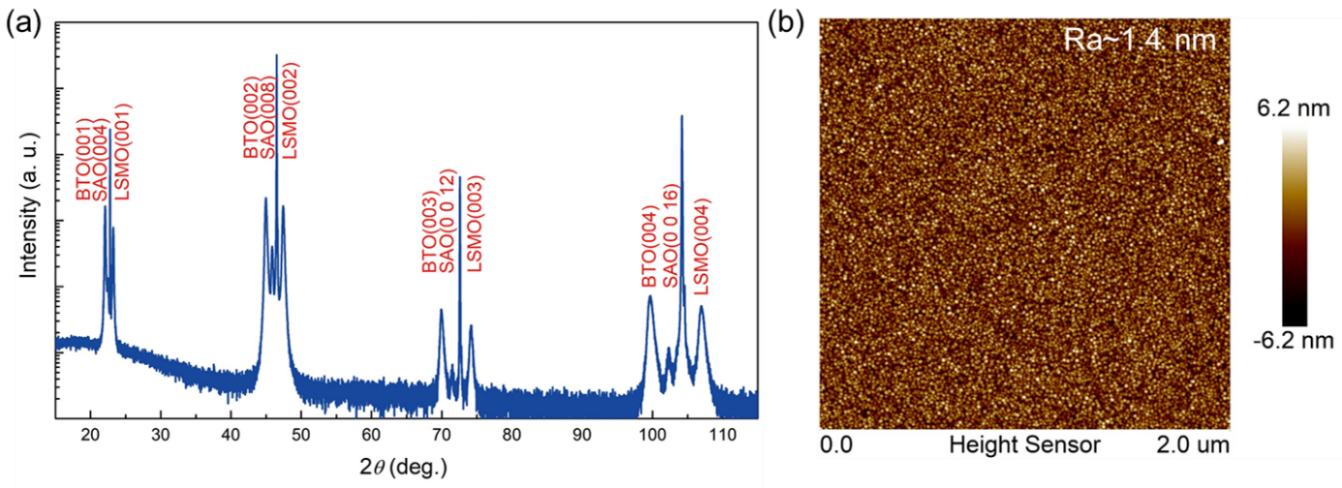 (a)
Intensity (a. u.)
BTO(001)
SAO(004)
LSMO(001)
BTO(002)
SAO(008)
LSMO(002)
BTO(003)
SAO(0 0 12)
LSMO(003)
BTO(004)
SAO(0 0 16)
LSMO(004)
20 30 40 50 60 70 80 90 100 110
2θ (deg.)
(b)
Ra~1.4 nm
6.2 nm
-6.2 nm
0.0 Height Sensor 2.0 um